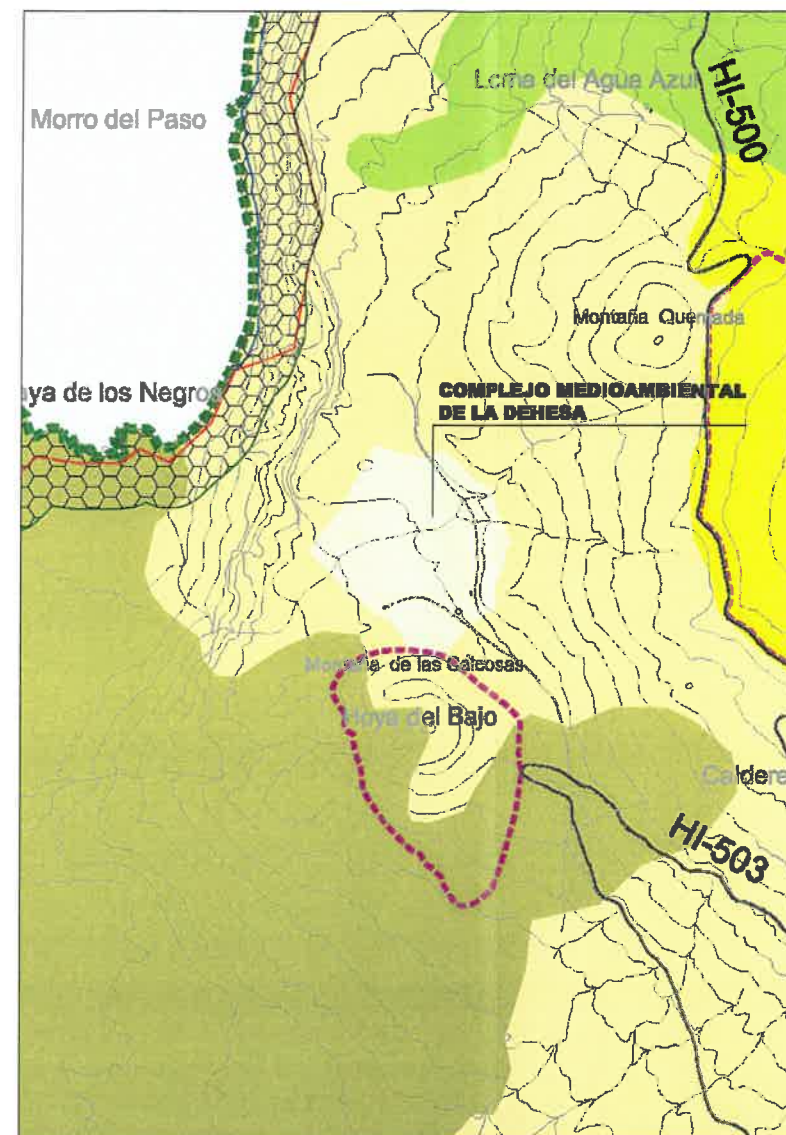 Loma del Agua Azul
HI-500
Morro del Paso
Montaña Quemada
aya de los Negros
COMPLEJO MEDIOAMBIENTAL
DE LA DEHESA
Montaña de las Calcosas
Hoya del Bajo
Caldere
HI-503